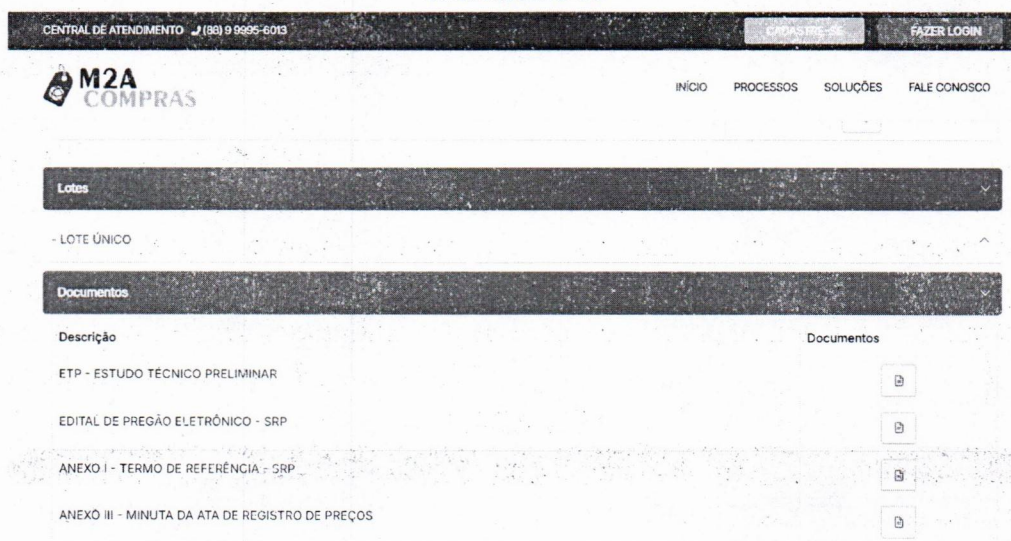 CENTRAL DE ATENDIMENTO (88) 9 9995-6013 CADASTRE-SE FAZER LOGIN
M2A
COMPRAS
INÍCIO PROCESSOS SOLUÇÕES FALE CONOSCO
Lotes
- LOTE ÚNICO
Documentos
Descrição Documentos
ETP - ESTUDO TÉCNICO PRELIMINAR
EDITAL DE PREGÃO ELETRÔNICO - SRP
ANEXO I - TERMO DE REFERÊNCIA - SRP
ANEXO III - MINUTA DA ATA DE REGISTRO DE PREÇOS